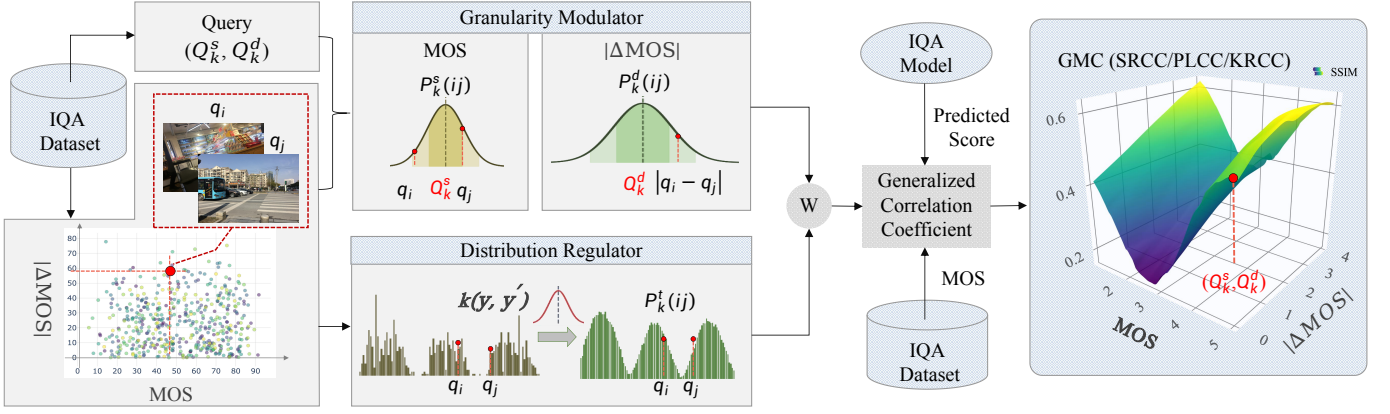 Query
(Q_k^s, Q_k^d)
IQA
Dataset
q_i
q_j
80
75
70
60
50
40
30
20
10
0
0
10
20
30
40
50
60
70
80
90
|ΔMOS|
MOS
Granularity Modulator
MOS
P_k^s(ij)
q_i
Q_k^s
q_j
|ΔMOS|
P_k^d(ij)
Q_k^d
|q_i − q_j|
Distribution Regulator
k(y, y′)
P_k^t(ij)
q_i
q_j
q_i
q_j
W
IQA
Model
Predicted
Score
Generalized
Correlation
Coefficient
MOS
IQA
Dataset
GMC (SRCC/PLCC/KRCC)
SSIM
0.6
0.4
0.2
(Q_k^s,Q_k^d)
2
3
4
5
MOS
0
1
2
3
4
|ΔMOS|